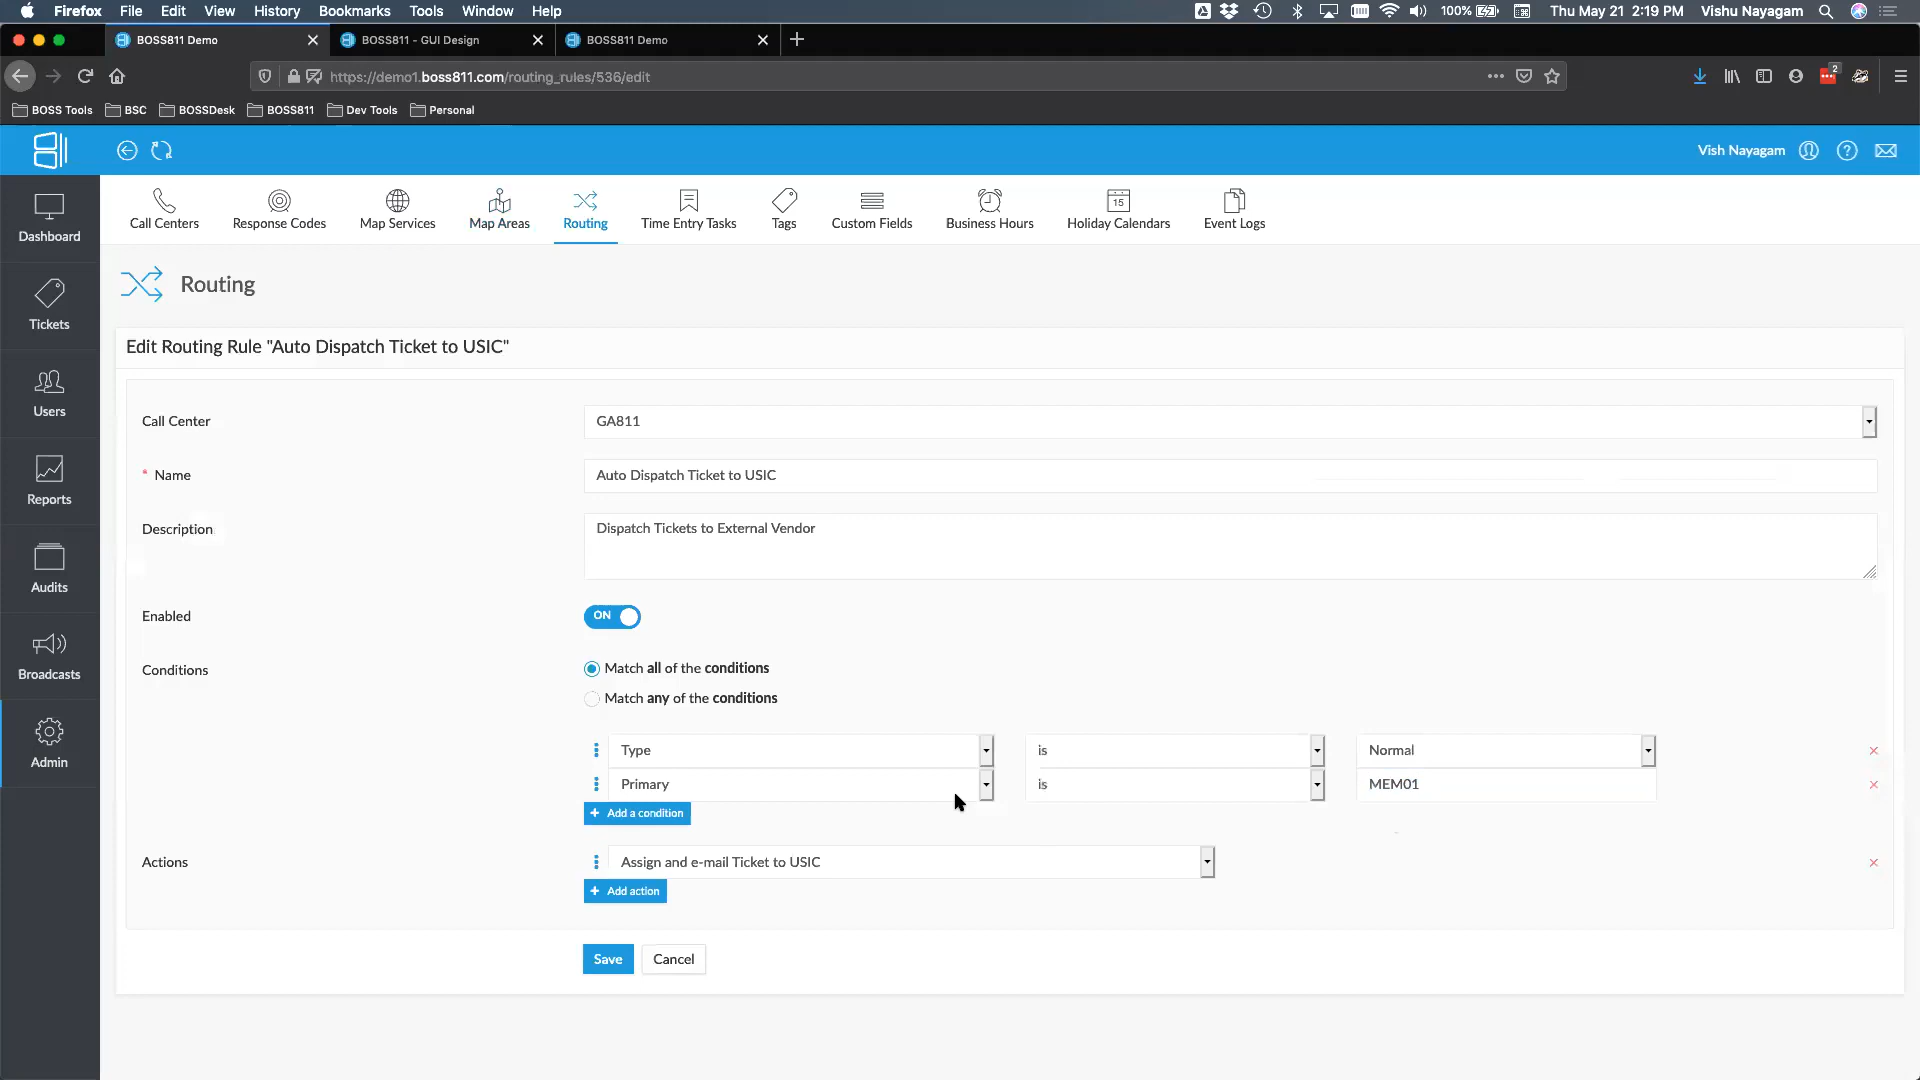 Firefox File Edit View History Bookmarks Tools Window Help 100% Thu May 21 2:19 PM Vishu Nayagam
BOSS811 Demo BOSS811 - GUI Design BOSS811 Demo
https://demo1.boss811.com/routing_rules/536/edit 2
BOSS Tools BSC BOSSDesk BOSS811 Dev Tools Personal
Vish Nayagam
Dashboard
Tickets
Users
Reports
Audits
Broadcasts
Admin
15
Call Centers Response Codes Map Services Map Areas Routing Time Entry Tasks Tags Custom Fields Business Hours Holiday Calendars Event Logs
Routing
Edit Routing Rule "Auto Dispatch Ticket to USIC"
Call Center GA811
* Name Auto Dispatch Ticket to USIC
Description Dispatch Tickets to External Vendor
Enabled ON
Conditions Match all of the conditions
Match any of the conditions
Type is Normal
Primary is MEM01
+ Add a condition
Actions Assign and e-mail Ticket to USIC
+ Add action
Save Cancel